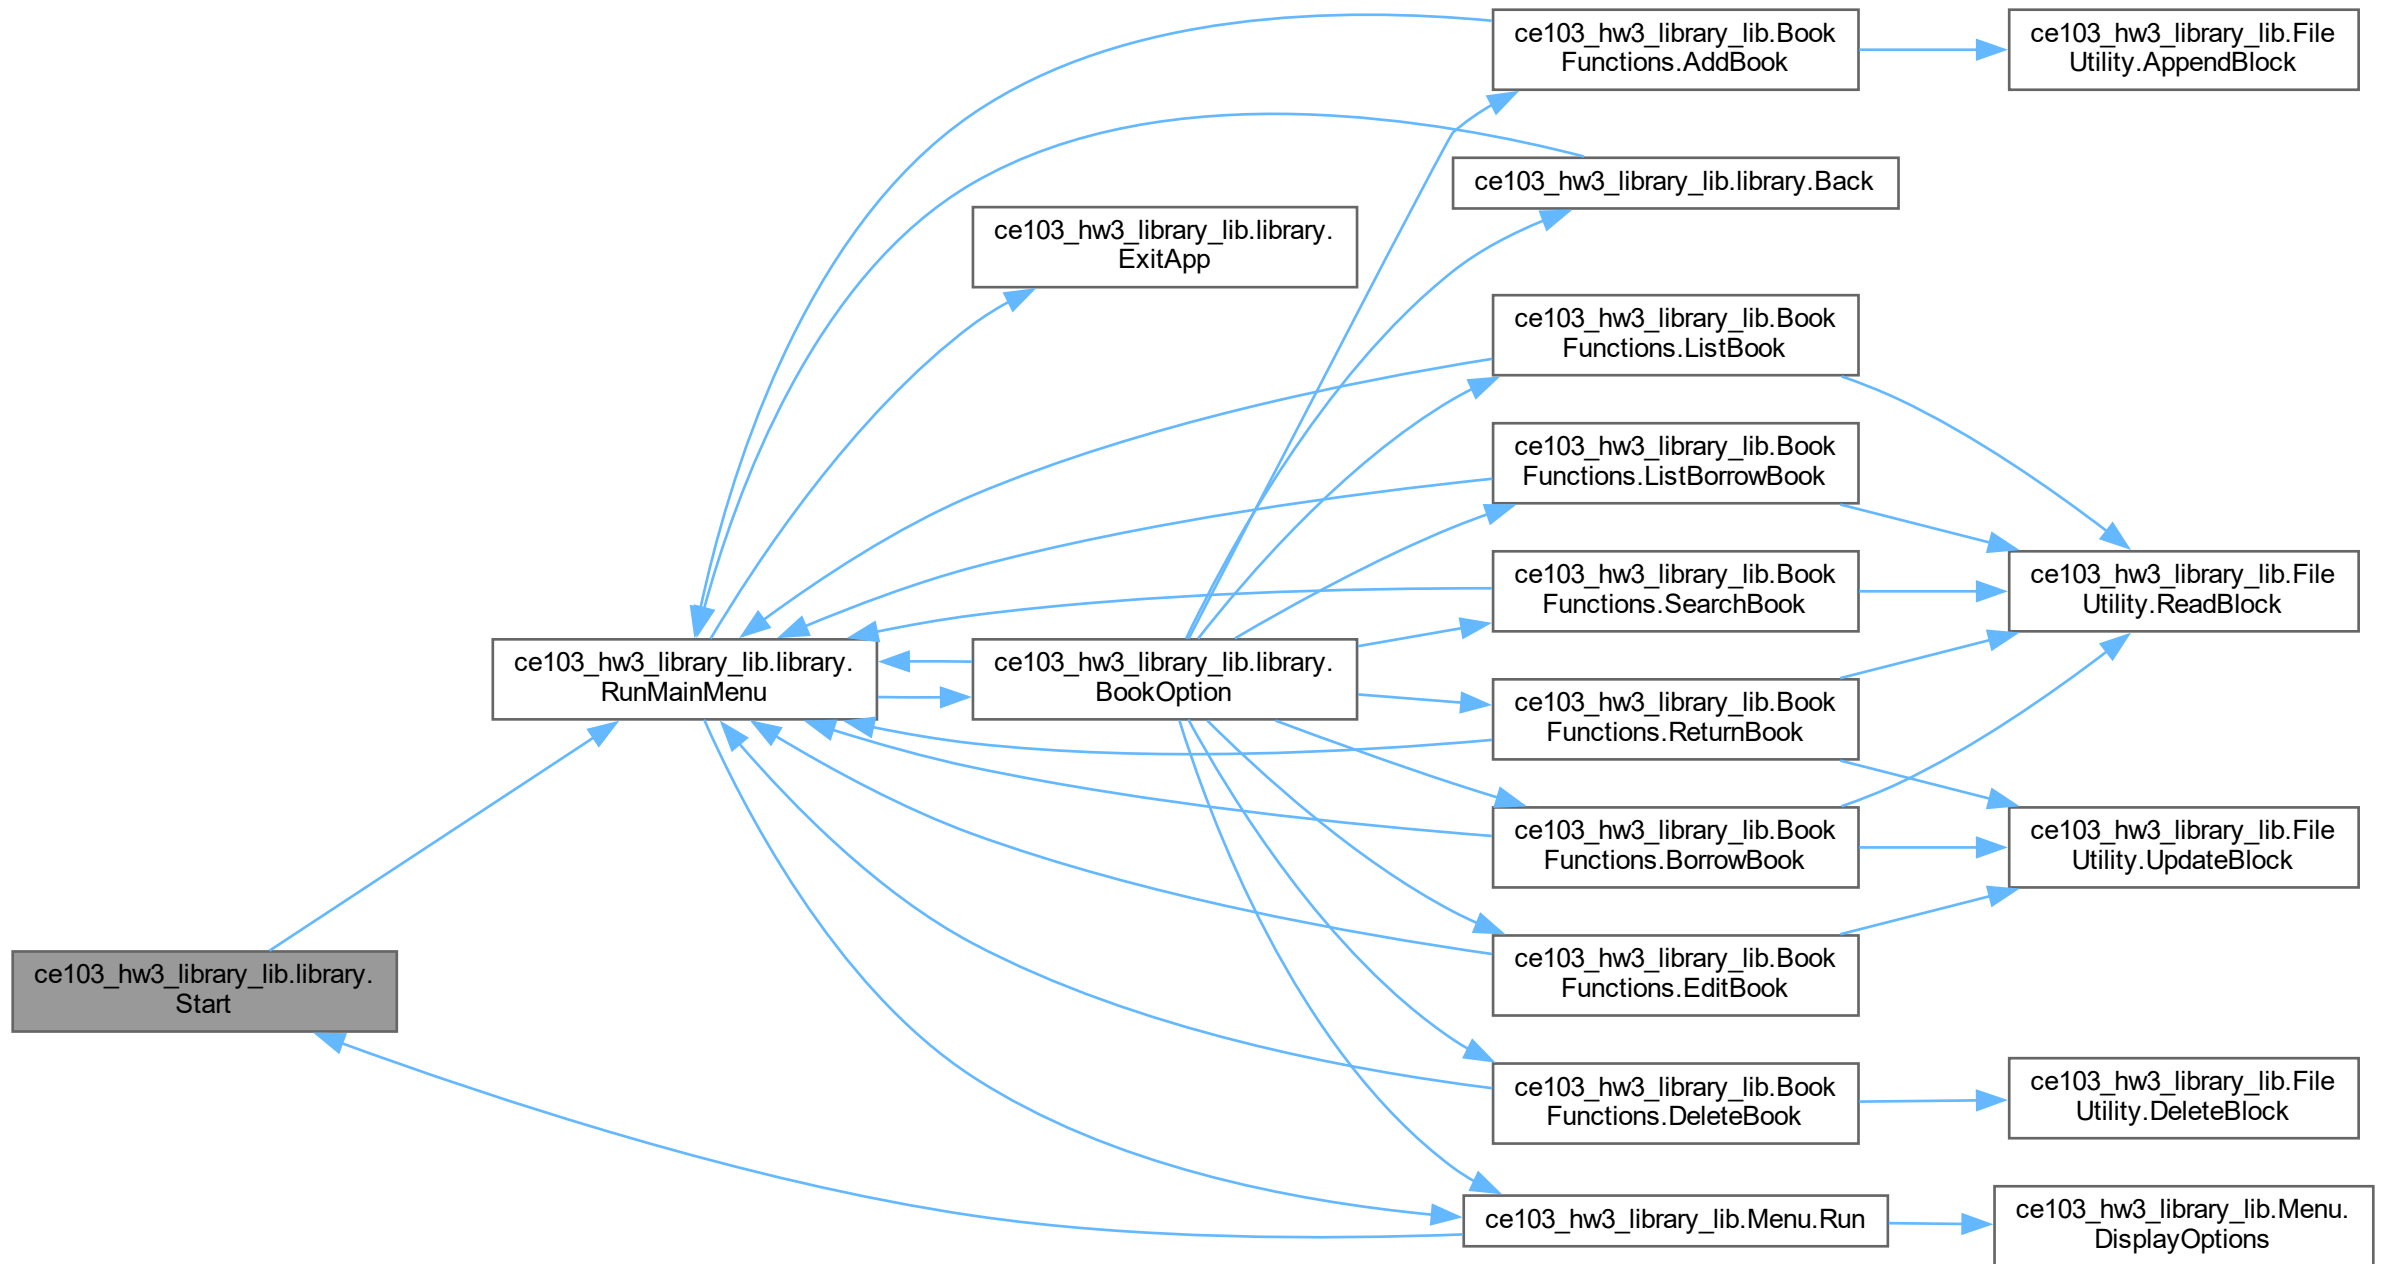 ce103_hw3_library_lib.Book
Functions.AddBook
ce103_hw3_library_lib.File
Utility.AppendBlock
ce103_hw3_library_lib.library.Back
ce103_hw3_library_lib.library.
ExitApp
ce103_hw3_library_lib.Book
Functions.ListBook
ce103_hw3_library_lib.Book
Functions.ListBorrowBook
ce103_hw3_library_lib.Book
Functions.SearchBook
ce103_hw3_library_lib.File
Utility.ReadBlock
ce103_hw3_library_lib.library.
RunMainMenu
ce103_hw3_library_lib.library.
BookOption
ce103_hw3_library_lib.Book
Functions.ReturnBook
ce103_hw3_library_lib.Book
Functions.BorrowBook
ce103_hw3_library_lib.File
Utility.UpdateBlock
ce103_hw3_library_lib.Book
Functions.EditBook
ce103_hw3_library_lib.library.
Start
ce103_hw3_library_lib.Book
Functions.DeleteBook
ce103_hw3_library_lib.File
Utility.DeleteBlock
ce103_hw3_library_lib.Menu.Run
ce103_hw3_library_lib.Menu.
DisplayOptions